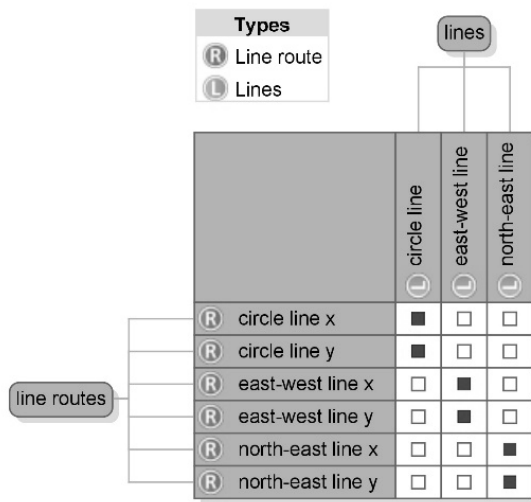 Types
R Line route
L Lines
lines
circle line
east-west line
north-east line
L L L
R circle line x
R circle line y
line routes
R east-west line x
R east-west line y
R north-east line x
R north-east line y